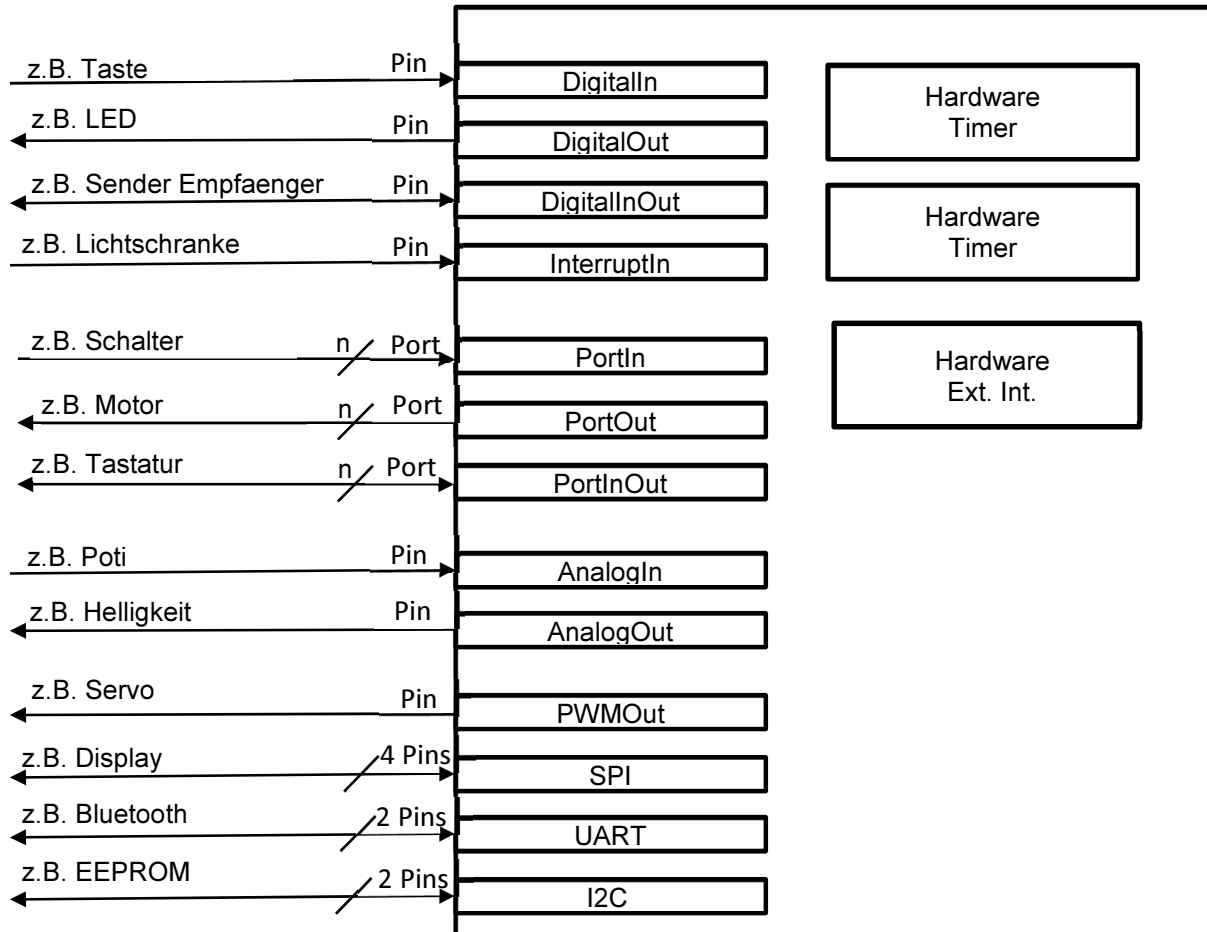 z.B. Taste Pin DigitalIn
Hardware
Timer
z.B. LED Pin DigitalOut
z.B. Sender Empfaenger Pin DigitalInOut
Hardware
Timer
z.B. Lichtschranke Pin InterruptIn
z.B. Schalter n Port PortIn
Hardware
Ext. Int.
z.B. Motor n Port PortOut
z.B. Tastatur n Port PortInOut
z.B. Poti Pin AnalogIn
z.B. Helligkeit Pin AnalogOut
z.B. Servo Pin PWMOut
z.B. Display 4 Pins SPI
z.B. Bluetooth 2 Pins UART
z.B. EEPROM 2 Pins I2C